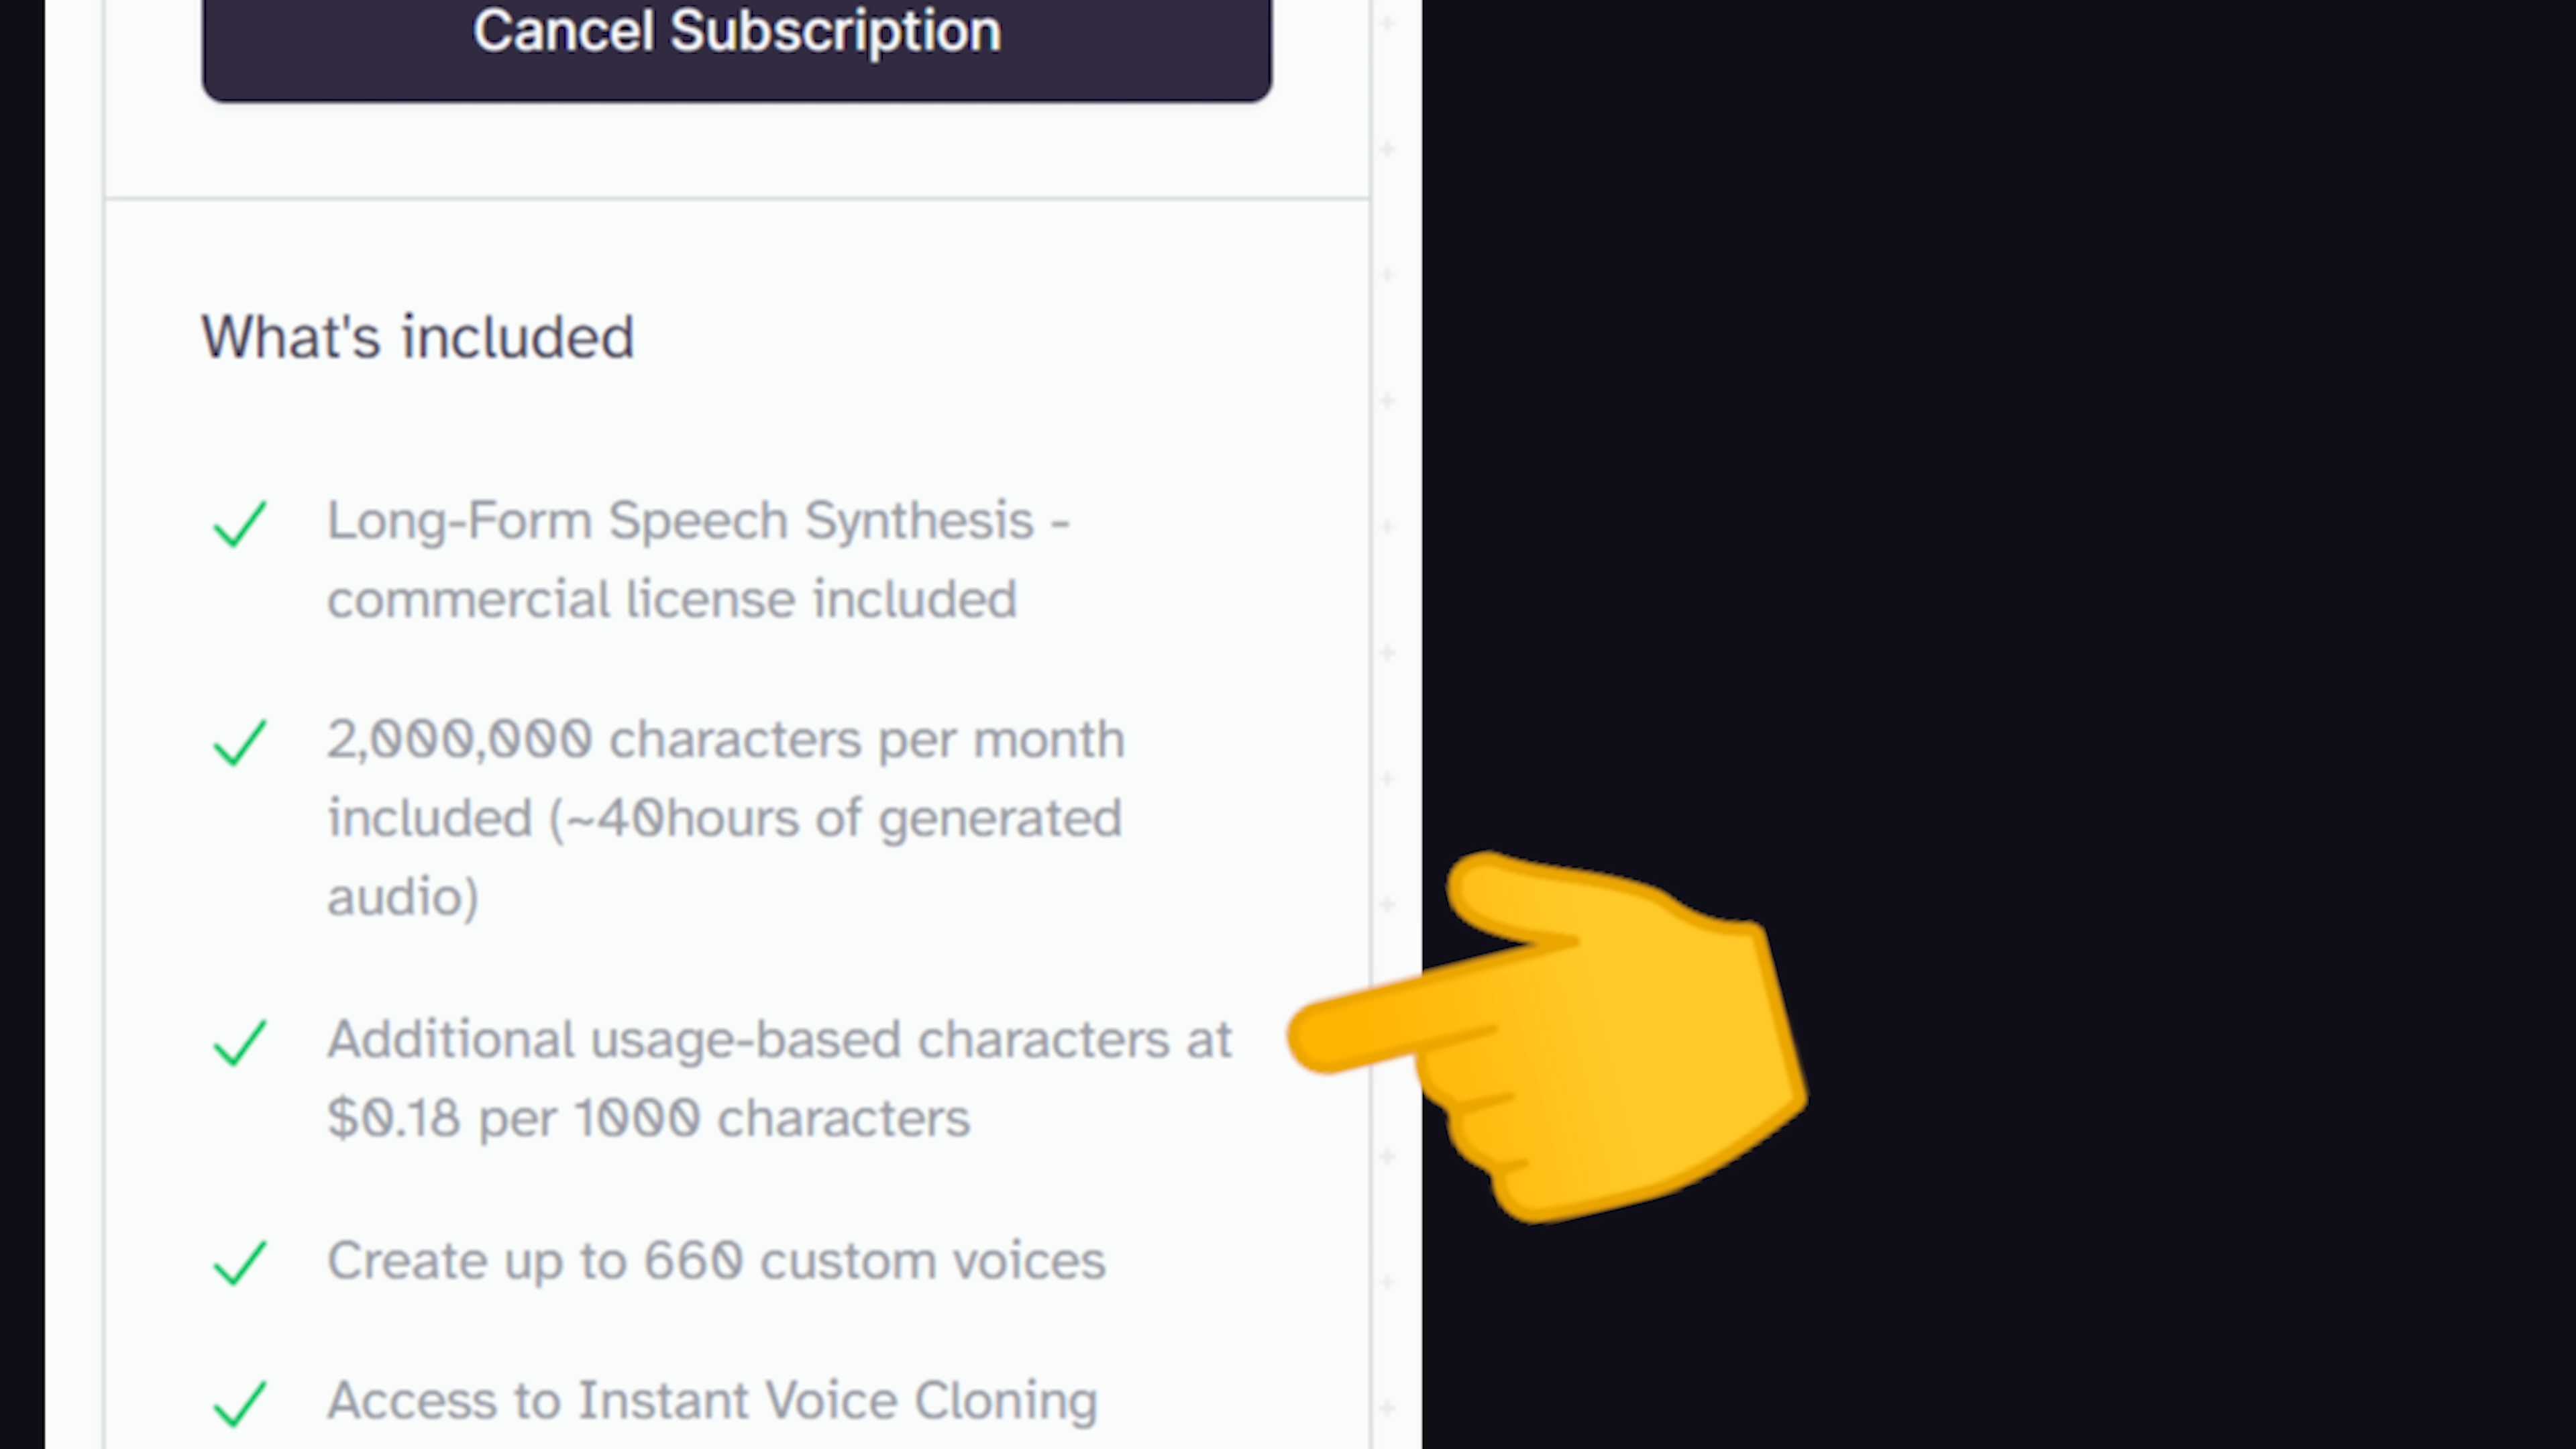 Cancel Subscription
What's included
Long-Form Speech Synthesis -
commercial license included
2,000,000 characters per month
included (~40hours of generated
audio)
Additional usage-based characters at
$0.18 per 1000 characters
Create up to 660 custom voices
Access to Instant Voice Cloning